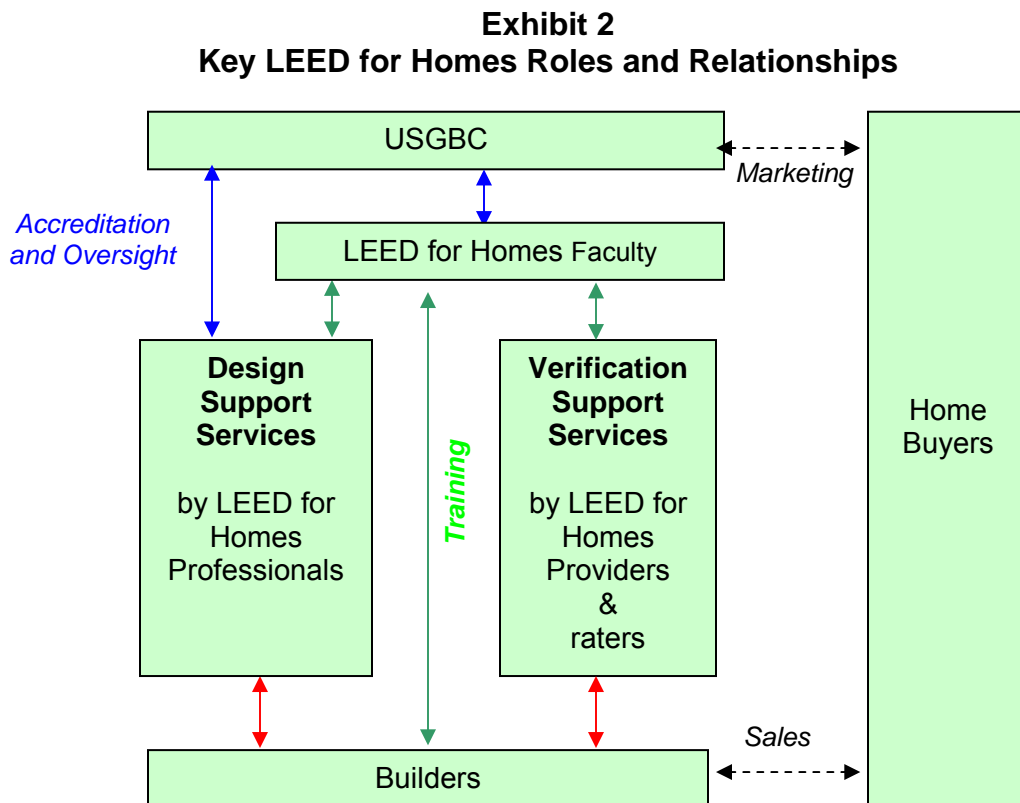 Exhibit 2
Key LEED for Homes Roles and Relationships
USGBC
Marketing
Accreditation
and Oversight
LEED for Homes Faculty
Design
Support
Services
by LEED for
Homes
Professionals
Training
Verification
Support
Services
by LEED for
Homes
Providers
&
raters
Home
Buyers
Sales
Builders